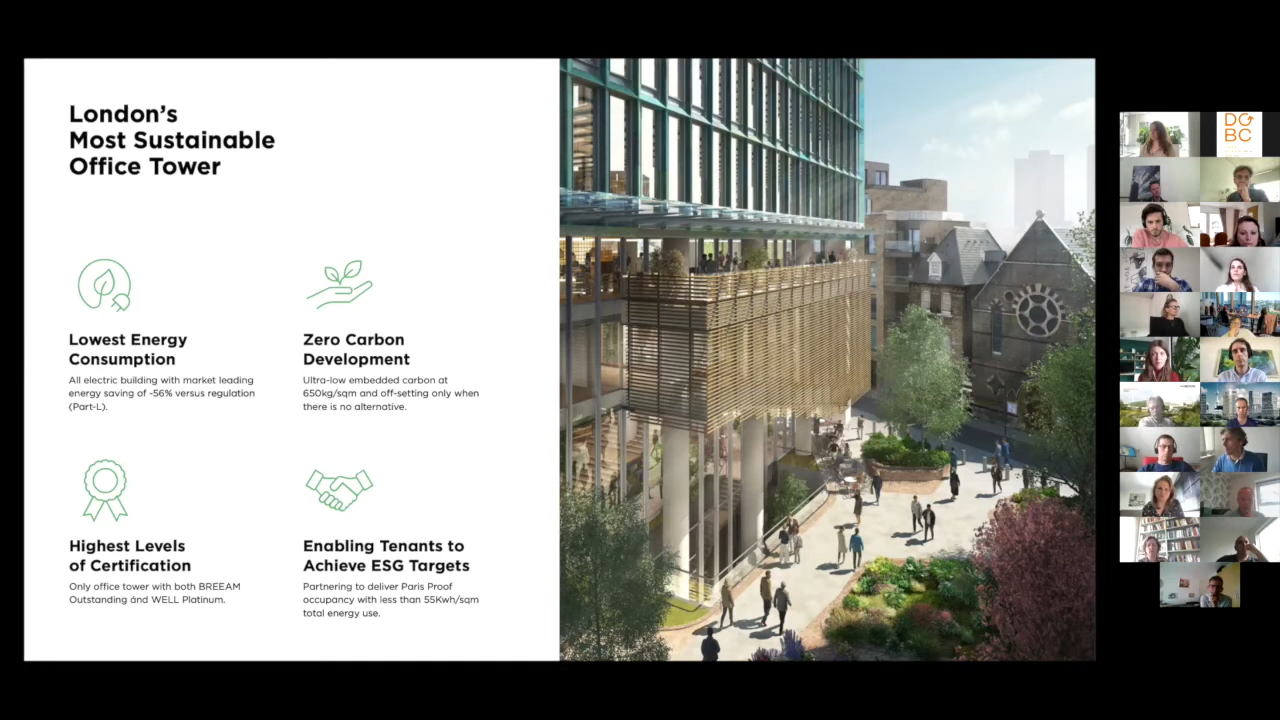 London's
Most Sustainable
Office Tower
Lowest Energy
Consumption
All electric building with market leading
energy saving of -56% versus regulation
(Part-L).
Zero Carbon
Development
Ultra-low embedded carbon at
650kg/sqm and off-setting only when
there is no alternative.
Highest Levels
of Certification
Only office tower with both BREEAM
Outstanding ánd WELL Platinum.
Enabling Tenants to
Achieve ESG Targets
Partnering to deliver Paris Proof
occupancy with less than 55Kwh/sqm
total energy use.
DG
BC